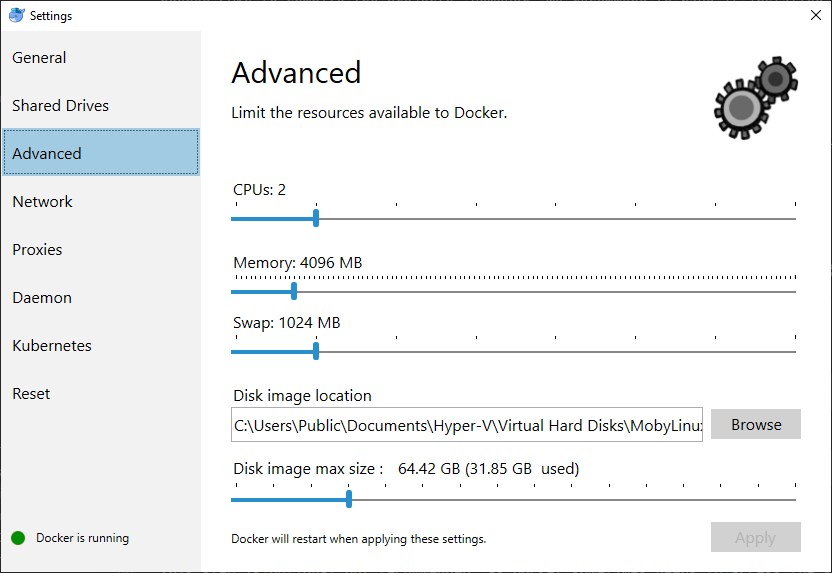 Settings
General
Shared Drives
Advanced
Network
Proxies
Daemon
Kubernetes
Reset
Docker is running
Advanced
Limit the resources available to Docker.
CPUs: 2
Memory: 4096 MB
Swap: 1024 MB
Disk image location
C:\Users\Public\Documents\Hyper-V\Virtual Hard Disks\MobyLinux
Browse
Disk image max size : 64.42 GB (31.85 GB used)
Docker will restart when applying these settings.
Apply